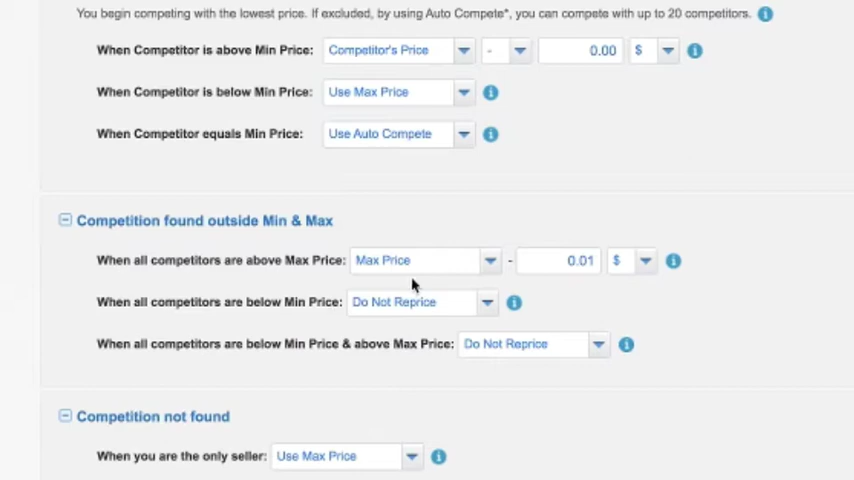 You begin competing with the lowest price. If excluded, by using Auto Compete*, you can compete with up to 20 competitors.
When Competitor is above Min Price: Competitor's Price - 0.00 $
When Competitor is below Min Price: Use Max Price
When Competitor equals Min Price: Use Auto Compete
Competition found outside Min & Max
When all competitors are above Max Price: Max Price - 0.01 $
When all competitors are below Min Price: Do Not Reprice
When all competitors are below Min Price & above Max Price: Do Not Reprice
Competition not found
When you are the only seller: Use Max Price